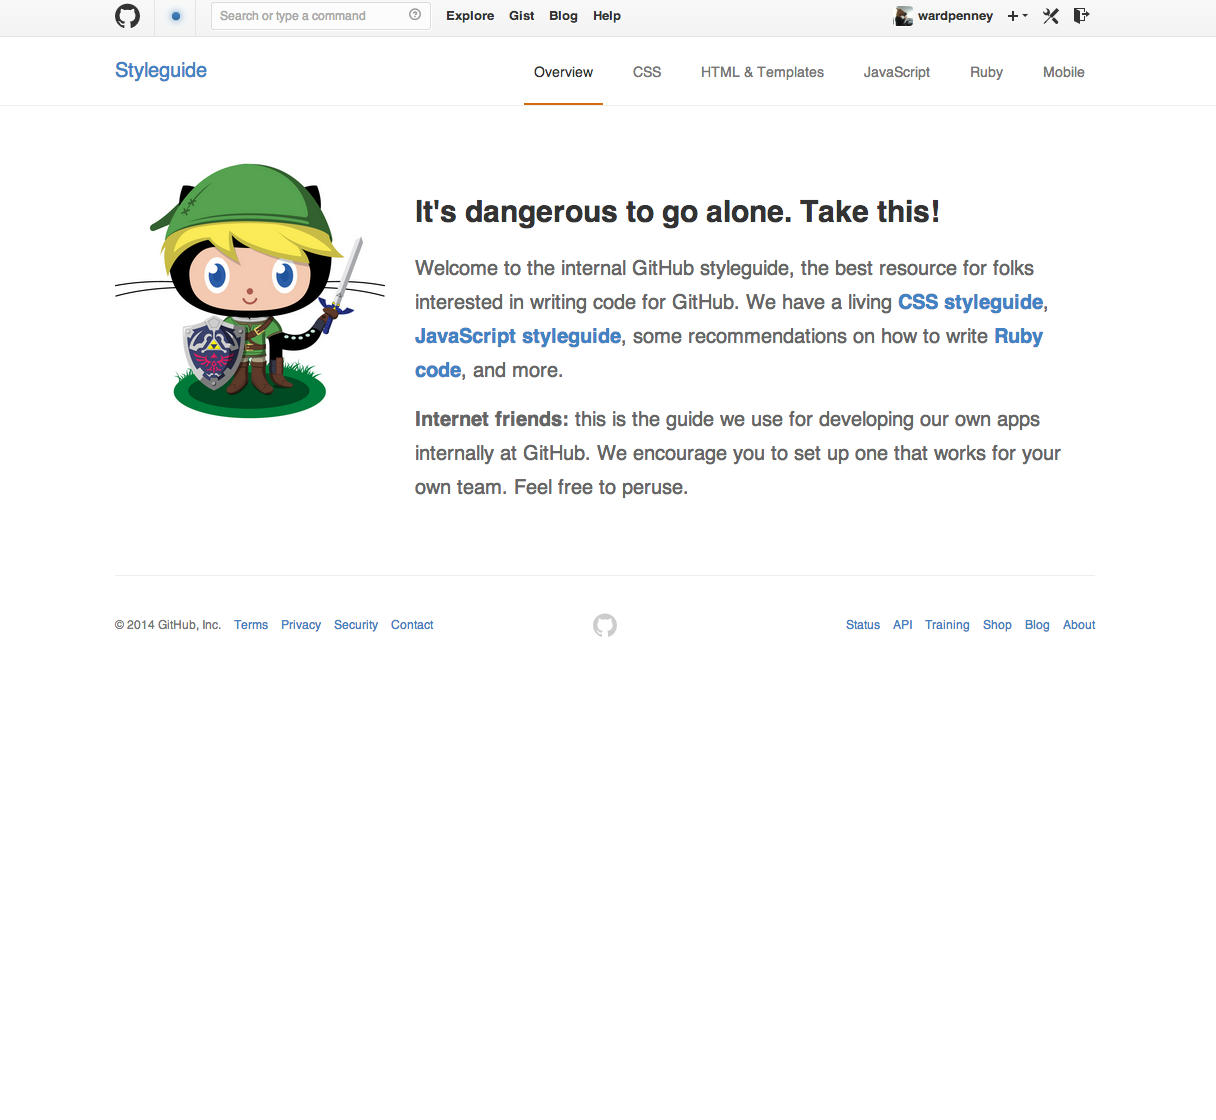 Search or type a command
Explore Gist Blog Help
wardpenney
Styleguide
Overview CSS HTML & Templates JavaScript Ruby Mobile
It's dangerous to go alone. Take this!
Welcome to the internal GitHub styleguide, the best resource for folks
interested in writing code for GitHub. We have a living CSS styleguide,
JavaScript styleguide, some recommendations on how to write Ruby
code, and more.
Internet friends: this is the guide we use for developing our own apps
internally at GitHub. We encourage you to set up one that works for your
own team. Feel free to peruse.
© 2014 GitHub, Inc. Terms Privacy Security Contact
Status API Training Shop Blog About